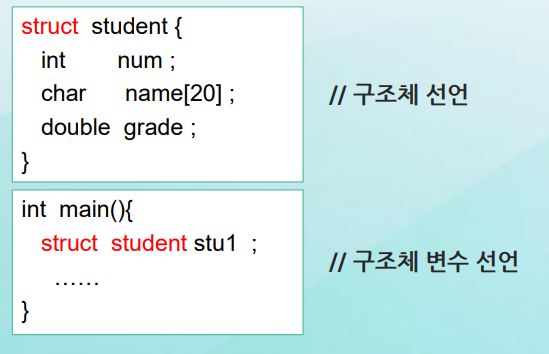 struct student {
int num ;
char name[20] ;
double grade ;
}
// 구조체 선언
int main(){
struct student stu1 ;
......
}
// 구조체 변수 선언